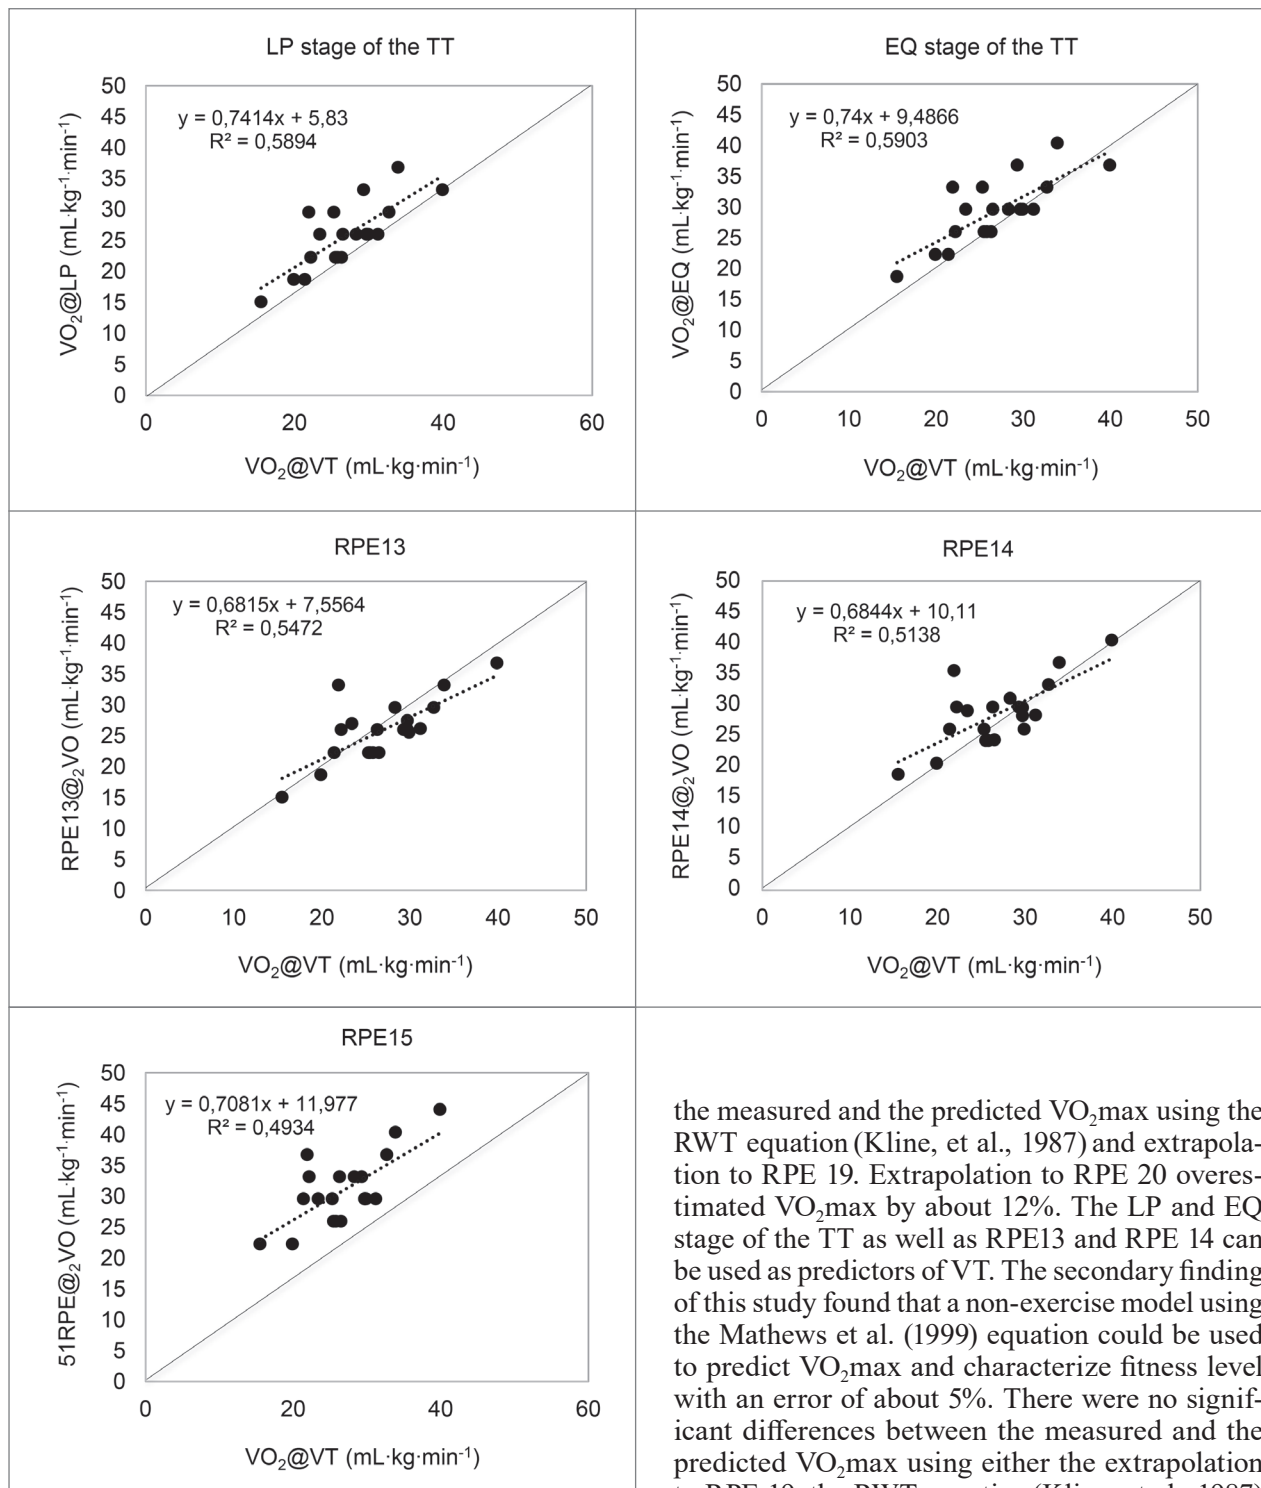 LP stage of the TT
y = 0,7414x + 5,83
R² = 0,5894
50
45
40
35
30
25
20
15
10
5
0
VO₂@LP (mL·kg⁻¹·min⁻¹)
0 20 40 60
VO₂@VT (mL·kg·min⁻¹)
EQ stage of the TT
y = 0,74x + 9,4866
R² = 0,5903
50
45
40
35
30
25
20
15
10
5
0
VO₂@EQ (mL·kg⁻¹·min⁻¹)
0 10 20 30 40 50
VO₂@VT (mL·kg·min⁻¹)
RPE13
y = 0,6815x + 7,5564
R² = 0,5472
50
45
40
35
30
25
20
15
10
5
0
RPE13@₂VO (mL·kg⁻¹·min⁻¹)
0 10 20 30 40 50
VO₂@VT (mL·kg·min⁻¹)
RPE14
y = 0,6844x + 10,11
R² = 0,5138
50
45
40
35
30
25
20
15
10
5
0
RPE14@₂VO (mL·kg⁻¹·min⁻¹)
0 10 20 30 40 50
VO₂@VT (mL·kg·min⁻¹)
RPE15
y = 0,7081x + 11,977
R² = 0,4934
50
45
40
35
30
25
20
15
10
5
0
51RPE@₂VO (mL·kg⁻¹·min⁻¹)
0 20 40 60
VO₂@VT (mL·kg·min⁻¹)
the measured and the predicted VO₂max using the
RWT equation (Kline, et al., 1987) and extrapola-
tion to RPE 19. Extrapolation to RPE 20 overes-
timated VO₂max by about 12%. The LP and EQ
stage of the TT as well as RPE13 and RPE 14 can
be used as predictors of VT. The secondary finding
of this study found that a non-exercise model using
the Mathews et al. (1999) equation could be used
to predict VO₂max and characterize fitness level
with an error of about 5%. There were no signif-
icant differences between the measured and the
predicted VO₂max using either the extrapolation